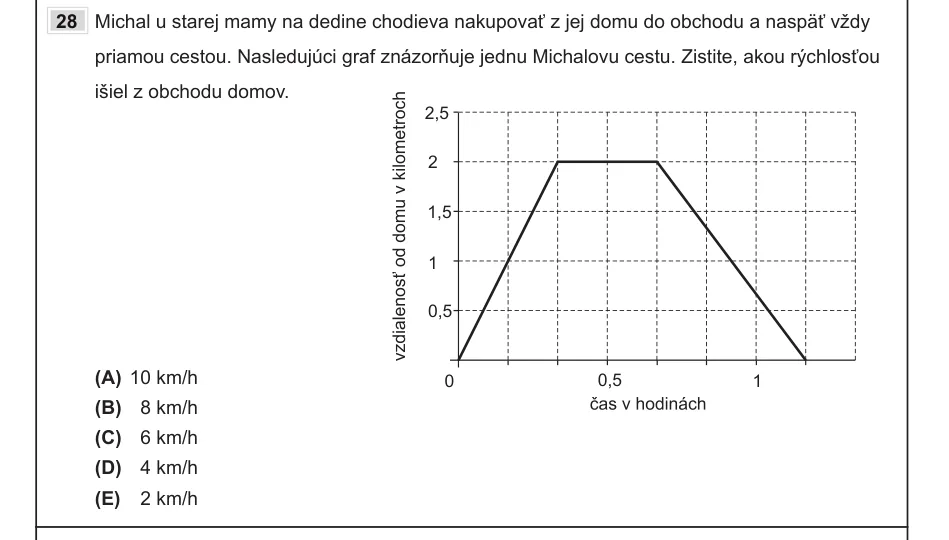 28 Michal u starej mamy na dedine chodieva nakupovať z jej domu do obchodu a naspäť vždy
priamou cestou. Nasledujúci graf znázorňuje jednu Michalovu cestu. Zistite, akou rýchlosťou
išiel z obchodu domov.
vzdialenosť od domu v kilometroch
2,5
2
1,5
1
0,5
0 0,5 1
čas v hodinách
(A) 10 km/h
(B) 8 km/h
(C) 6 km/h
(D) 4 km/h
(E) 2 km/h